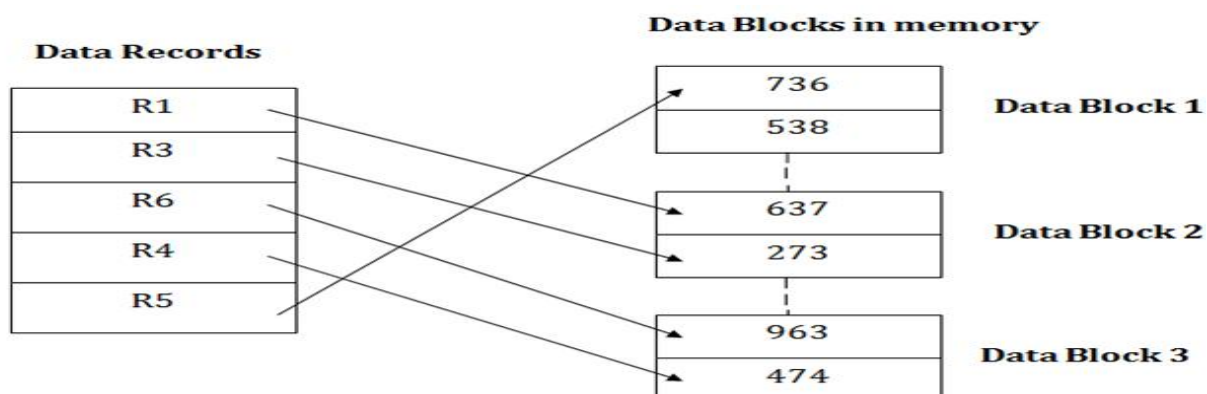 Data Records
R1
R3
R6
R4
R5
Data Blocks in memory
736
538
Data Block 1
637
273
Data Block 2
963
474
Data Block 3